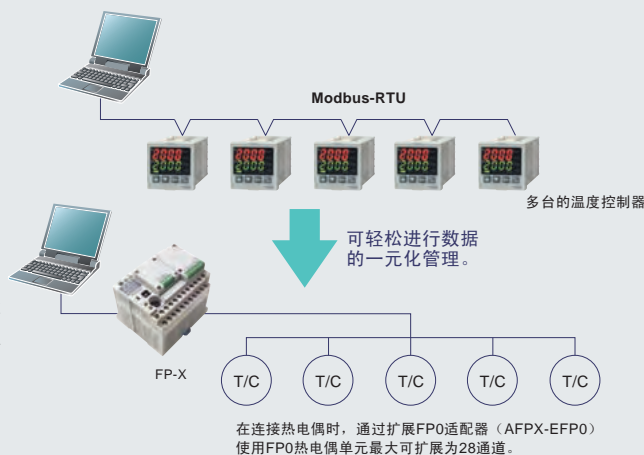 Modbus-RTU
多台的温度控制器
可轻松进行数据
的一元化管理。
FP-X
T/C T/C T/C T/C T/C
在连接热电偶时，通过扩展FP0适配器（AFPX-EFP0）
使用FP0热电偶单元最大可扩展为28通道。